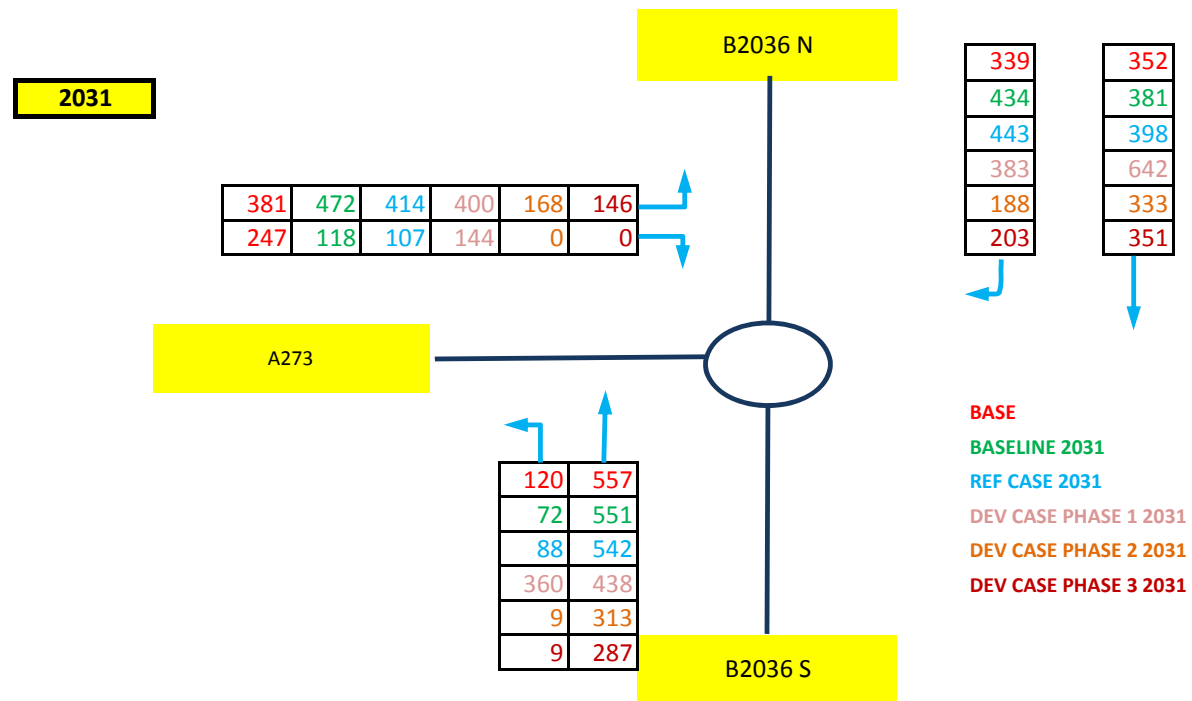 B2036 N
2031
339 352
434 381
443 398
383 642
188 333
203 351
381 472 414 400 168 146
247 118 107 144 0 0
A273
BASE
BASELINE 2031
REF CASE 2031
DEV CASE PHASE 1 2031
DEV CASE PHASE 2 2031
DEV CASE PHASE 3 2031
120 557
72 551
88 542
360 438
9 313
9 287
B2036 S